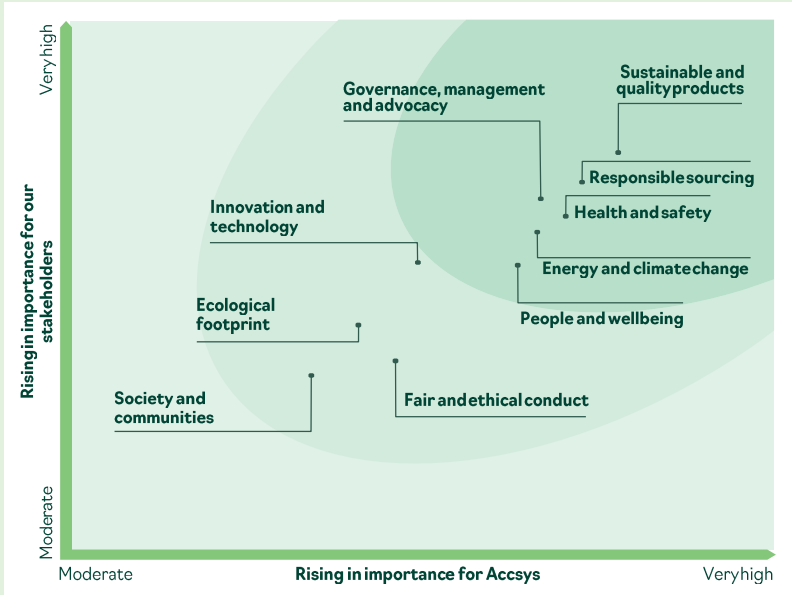 Very high
Sustainable and
quality products
Governance, management
and advocacy
Responsible sourcing
Innovation and
technology
Health and safety
Energy and climate change
Rising in importance for our
stakeholders
Ecological
footprint
People and wellbeing
Society and
communities
Fair and ethical conduct
Moderate
Moderate
Rising in importance for Accsys
Very high